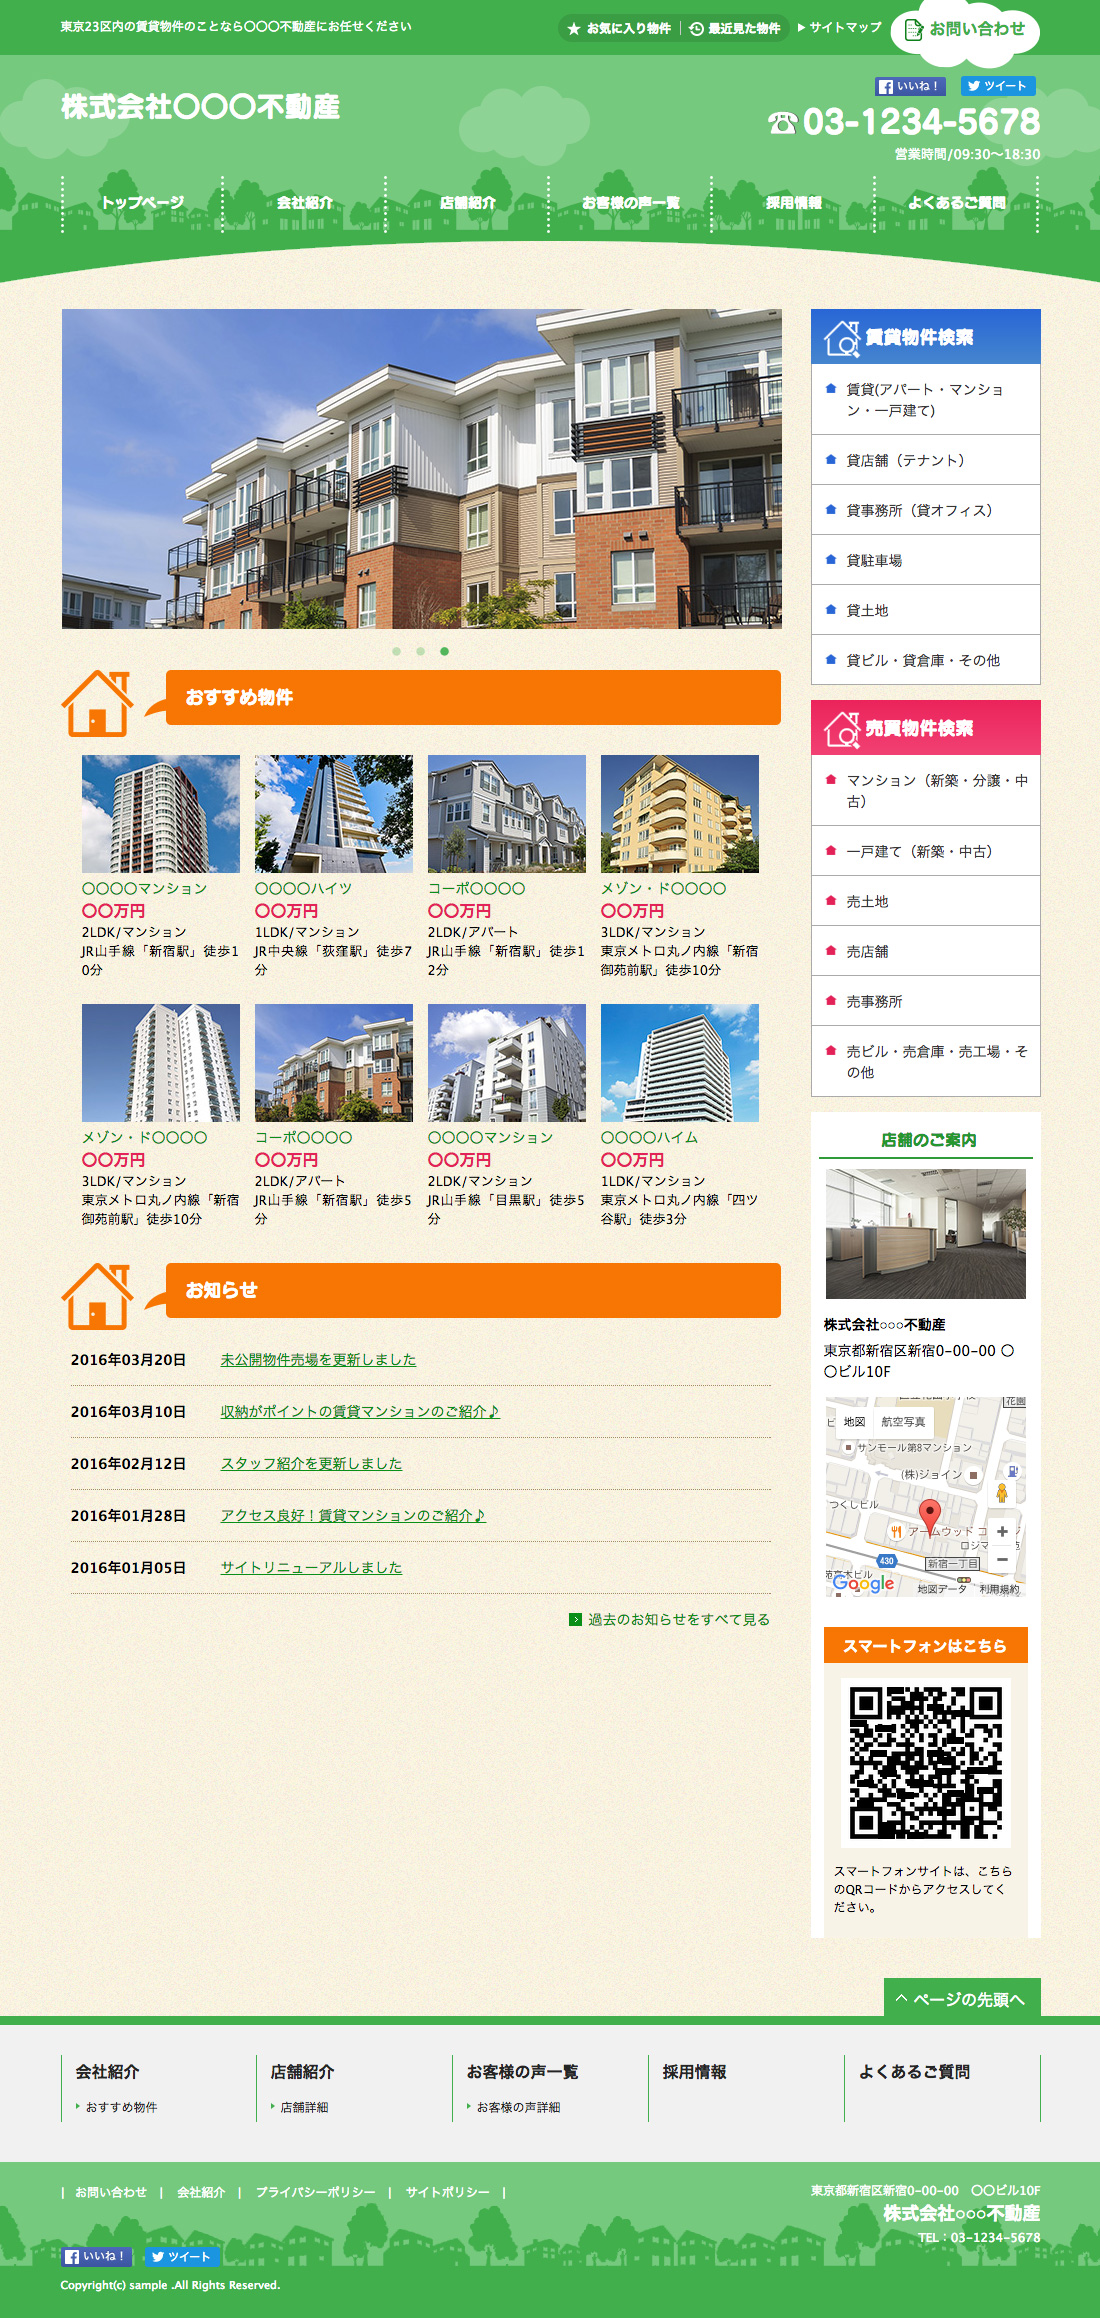 東京23区内の賃貸物件のことなら〇〇〇不動産にお任せください
お気に入り物件
最近見た物件
サイトマップ
お問い合わせ
株式会社〇〇〇不動産
いいね！
ツイート
03-1234-5678
営業時間/09:30〜18:30
トップページ
会社紹介
店舗紹介
お客様の声一覧
採用情報
よくあるご質問
おすすめ物件
〇〇〇〇マンション
〇〇万円
2LDK/マンション
JR山手線「新宿駅」徒歩1
0分
〇〇〇〇ハイツ
〇〇万円
1LDK/マンション
JR中央線「荻窪駅」徒歩7
分
コーポ〇〇〇〇
〇〇万円
2LDK/アパート
JR山手線「新宿駅」徒歩1
2分
メゾン・ド〇〇〇〇
〇〇万円
3LDK/マンション
東京メトロ丸ノ内線「新宿
御苑前駅」徒歩10分
メゾン・ド〇〇〇〇
〇〇万円
3LDK/マンション
東京メトロ丸ノ内線「新宿
御苑前駅」徒歩10分
コーポ〇〇〇〇
〇〇万円
2LDK/アパート
JR山手線「新宿駅」徒歩5
分
〇〇〇〇マンション
〇〇万円
2LDK/マンション
JR山手線「目黒駅」徒歩5
分
〇〇〇〇ハイム
〇〇万円
1LDK/マンション
東京メトロ丸ノ内線「四ツ
谷駅」徒歩3分
お知らせ
2016年03月20日 未公開物件売場を更新しました
2016年03月10日 収納がポイントの賃貸マンションのご紹介♪
2016年02月12日 スタッフ紹介を更新しました
2016年01月28日 アクセス良好！賃貸マンションのご紹介♪
2016年01月05日 サイトリニューアルしました
過去のお知らせをすべて見る
賃貸物件検索
賃貸(アパート・マンショ
ン・一戸建て)
貸店舗（テナント）
貸事務所（貸オフィス）
貸駐車場
貸土地
貸ビル・貸倉庫・その他
売買物件検索
マンション（新築・分譲・中
古）
一戸建て（新築・中古）
売土地
売店舗
売事務所
売ビル・売倉庫・売工場・そ
の他
店舗のご案内
株式会社○○○不動産
東京都新宿区新宿0-00-00 〇
〇ビル10F
花園
地図
航空写真
サンモール第8マンション
(株)ジョイン
つくしビル
アームウッド コ
ロジマ
430
新宿一丁目
Google
地図データ
利用規約
スマートフォンはこちら
スマートフォンサイトは、こちら
のQRコードからアクセスしてく
ださい。
ページの先頭へ
会社紹介
おすすめ物件
店舗紹介
店舗詳細
お客様の声一覧
お客様の声詳細
採用情報
よくあるご質問
| お問い合わせ | 会社紹介 | プライバシーポリシー | サイトポリシー |
東京都新宿区新宿0-00-00 〇〇ビル10F
株式会社○○○不動産
TEL：03-1234-5678
いいね！
ツイート
Copyright(c) sample .All Rights Reserved.